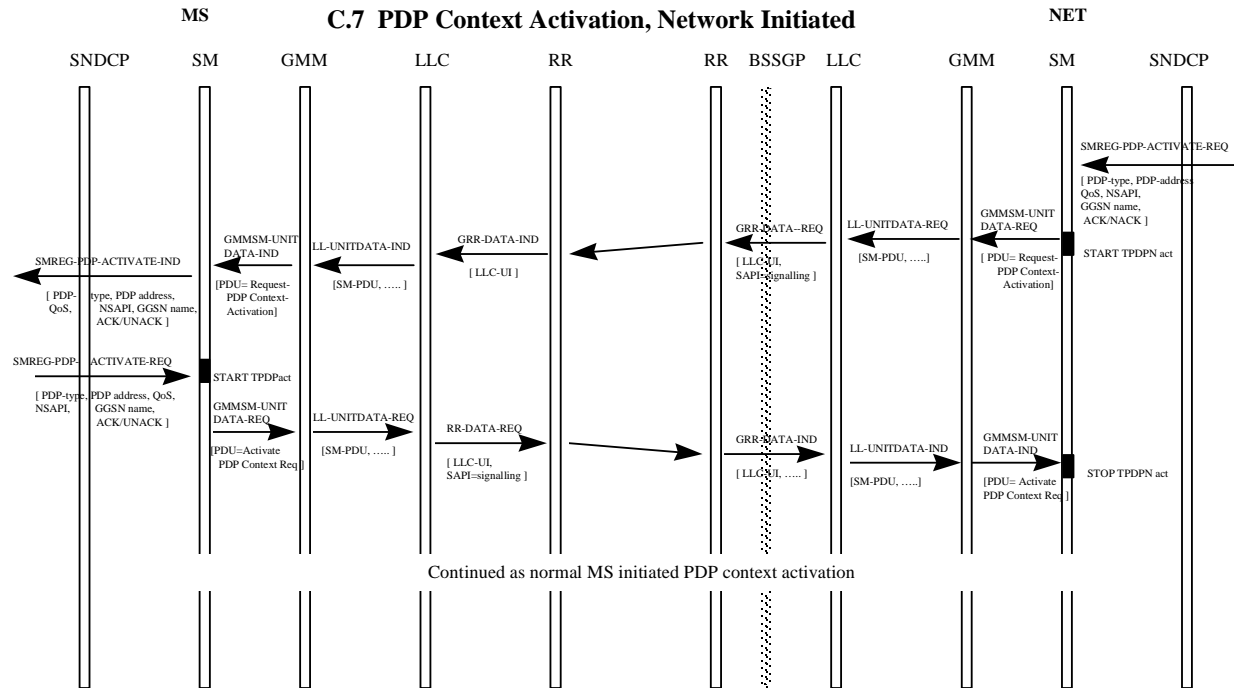 MS
C.7 PDP Context Activation, Network Initiated
NET
SNDCP SM GMM LLC RR RR BSSGP LLC GMM SM SNDCP
SMREG-PDP-ACTIVATE-REQ
[ PDP-type, PDP-address
QoS, NSAPI,
GGSN name,
ACK/NACK ]
GMMSM-UNIT
DATA-REQ
[ PDU= Request-
PDP Context-
Activation]
START TPDPN act
LL-UNITDATA-REQ
[SM-PDU, …..]
GRR-DATA--REQ
[ LLC-UI,
SAPI=signalling ]
GRR-DATA-IND
[ LLC-UI ]
LL-UNITDATA-IND
[SM-PDU, ….. ]
GMMSM-UNIT
DATA-IND
[PDU= Request-
PDP Context-
Activation]
SMREG-PDP-ACTIVATE-IND
[ PDP- type, PDP address,
QoS, NSAPI, GGSN name,
ACK/UNACK ]
SMREG-PDP- ACTIVATE-REQ
[ PDP-type, PDP address, QoS,
NSAPI, GGSN name,
ACK/UNACK ]
START TPDPact
GMMSM-UNIT
DATA-REQ
[PDU=Activate
PDP Context Req ]
LL-UNITDATA-REQ
[SM-PDU, ….. ]
RR-DATA-REQ
[ LLC-UI,
SAPI=signalling ]
GRR-DATA-IND
[ LLC-UI, ….. ]
LL-UNITDATA-IND
[SM-PDU, …..]
GMMSM-UNIT
DATA-IND
[PDU= Activate
PDP Context Req ]
STOP TPDPN act
Continued as normal MS initiated PDP context activation